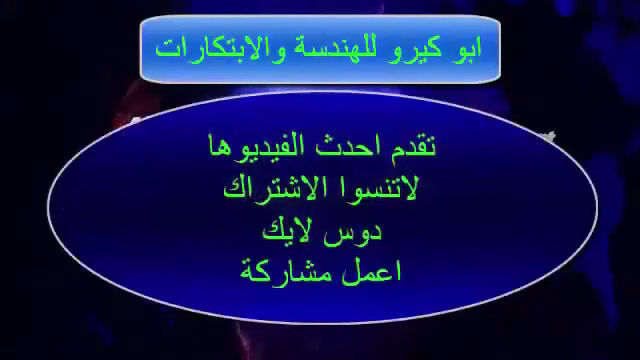 ابو كيرو للهندسة والابتكارات
تقدم احدث الفيديوها
لاتنسوا الاشتراك
دوس لايك
اعمل مشاركة